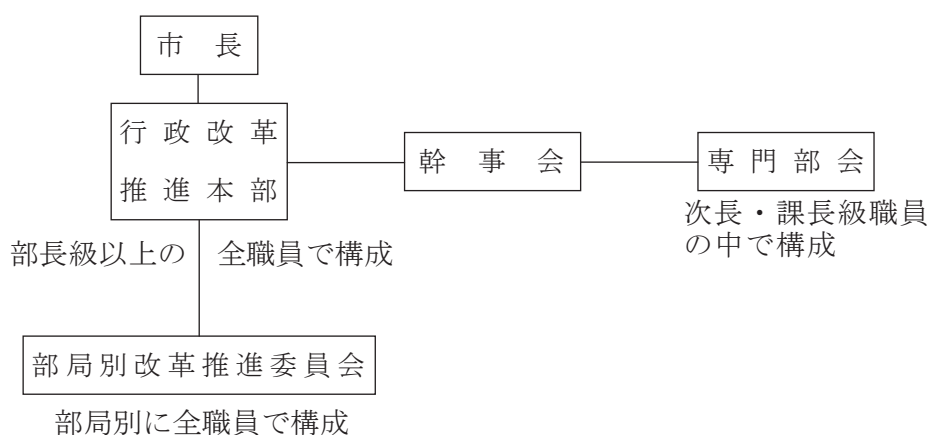 市長
行政改革
推進本部
幹事会
専門部会
次長・課長級職員
の中で構成
部長級以上の 全職員で構成
部局別改革推進委員会
部局別に全職員で構成